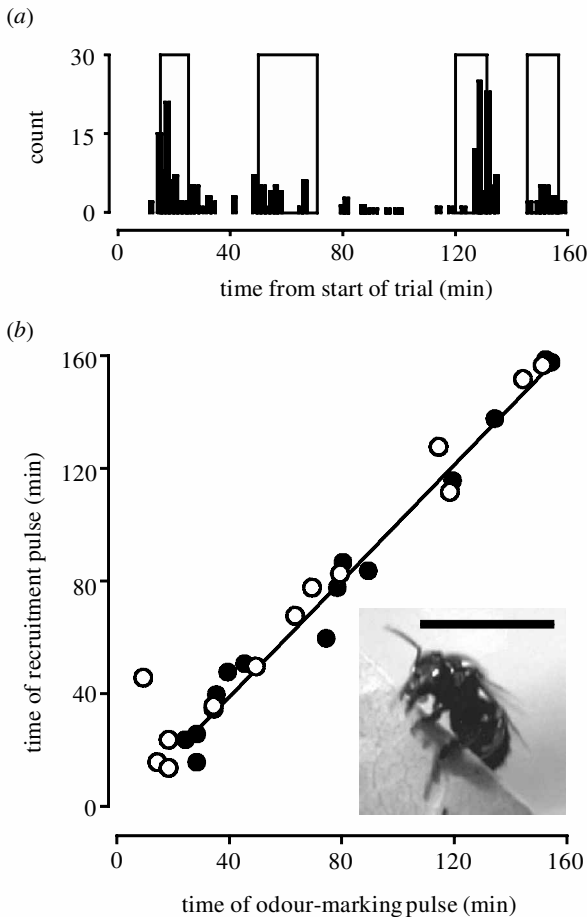 (a)
30
15
0
count
0 40 80 120 160
time from start of trial (min)
(b)
160
120
80
40
0
time of recruitment pulse (min)
0 40 80 120 160
time of odour-marking pulse (min)